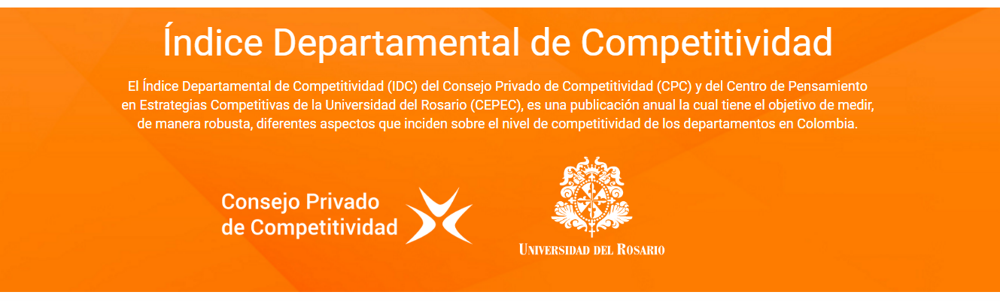 Índice Departamental de Competitividad
El Índice Departamental de Competitividad (IDC) del Consejo Privado de Competitividad (CPC) y del Centro de Pensamiento
en Estrategias Competitivas de la Universidad del Rosario (CEPEC), es una publicación anual la cual tiene el objetivo de medir,
de manera robusta, diferentes aspectos que inciden sobre el nivel de competitividad de los departamentos en Colombia.
Consejo Privado
de Competitividad
UNIVERSIDAD DEL ROSARIO